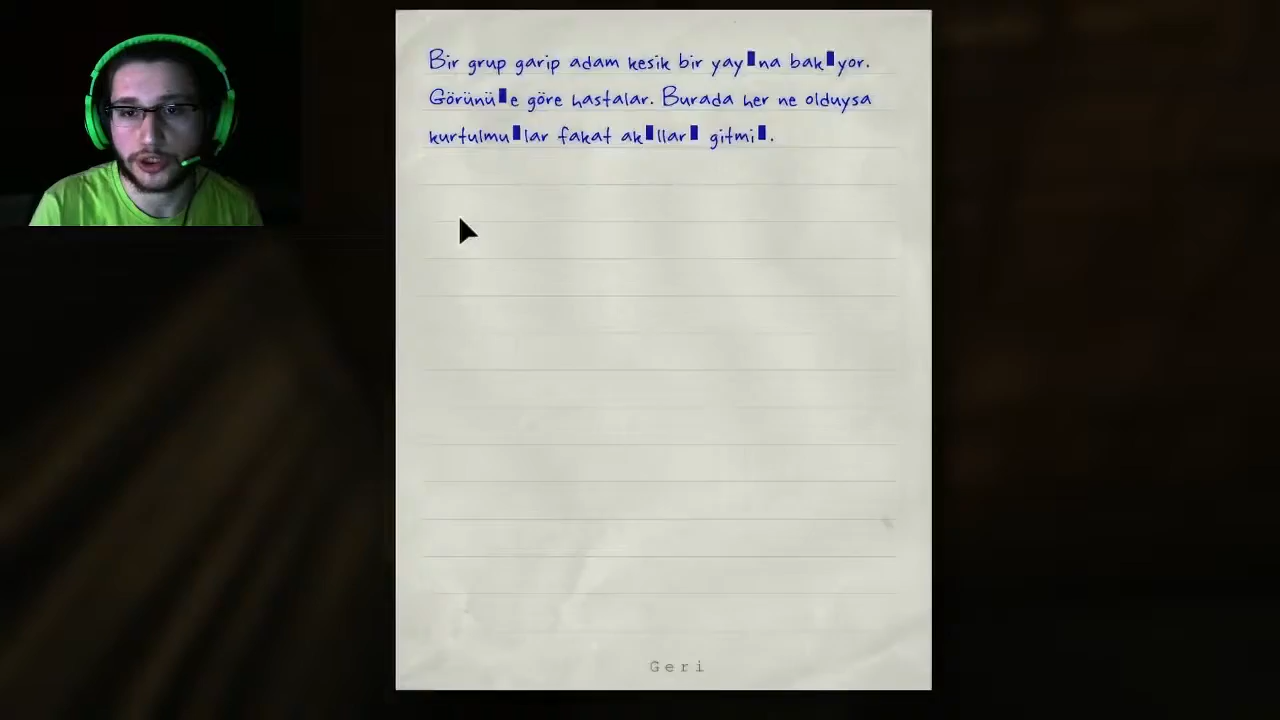 Bir grup garip adam kesik bir yay▮na bak▮yor.
Görünü▮e göre hastalar. Burada her ne olduysa
kurtulmu▮lar fakat ak▮llar▮ gitmi▮.
Geri